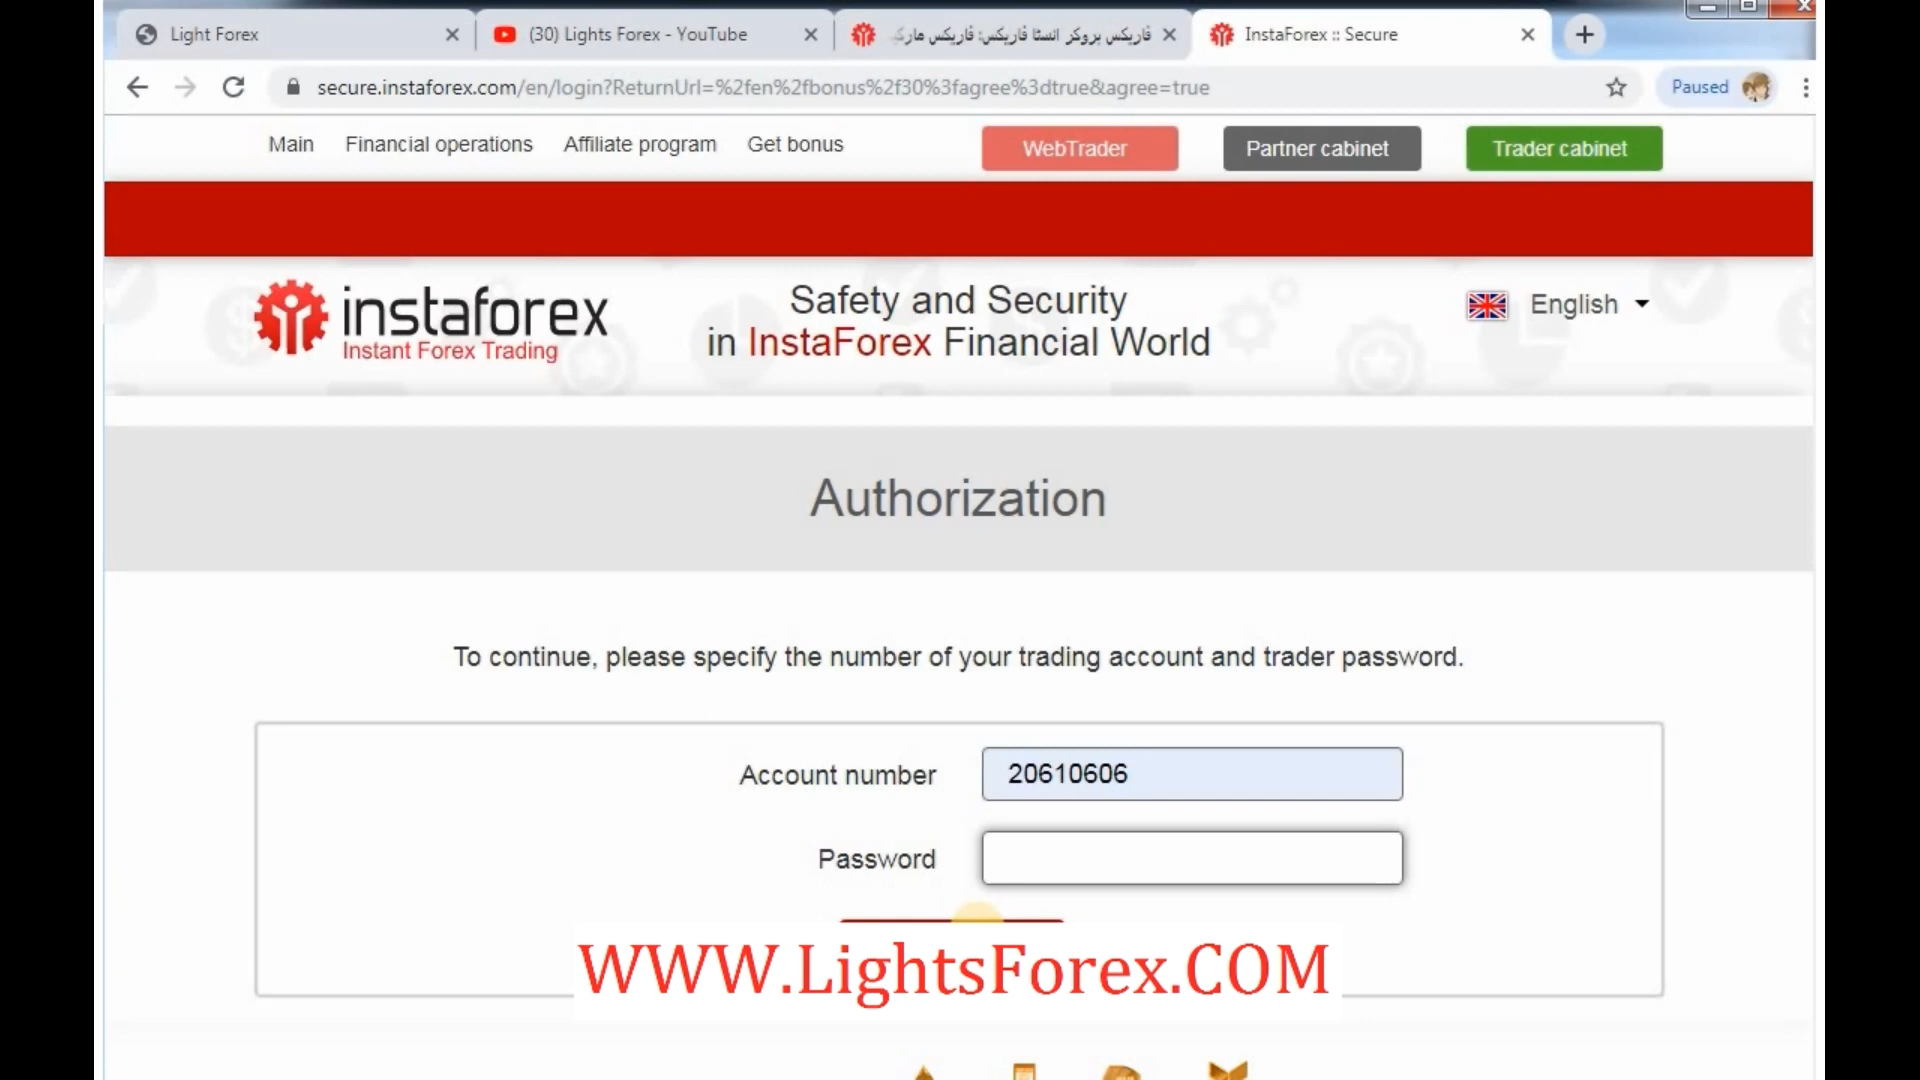 Light Forex
(30) Lights Forex - YouTube
فاریکس بروکر انسٹا فاریکس: فاریکس مارک
InstaForex :: Secure
secure.instaforex.com/en/login?ReturnUrl=%2fen%2fbonus%2f30%3fagree%3dtrue&agree=true
Paused
Main Financial operations Affiliate program Get bonus WebTrader Partner cabinet Trader cabinet
instaforex
Instant Forex Trading
Safety and Security
in InstaForex Financial World
English
Authorization
To continue, please specify the number of your trading account and trader password.
Account number 20610606
Password
WWW.LightsForex.COM